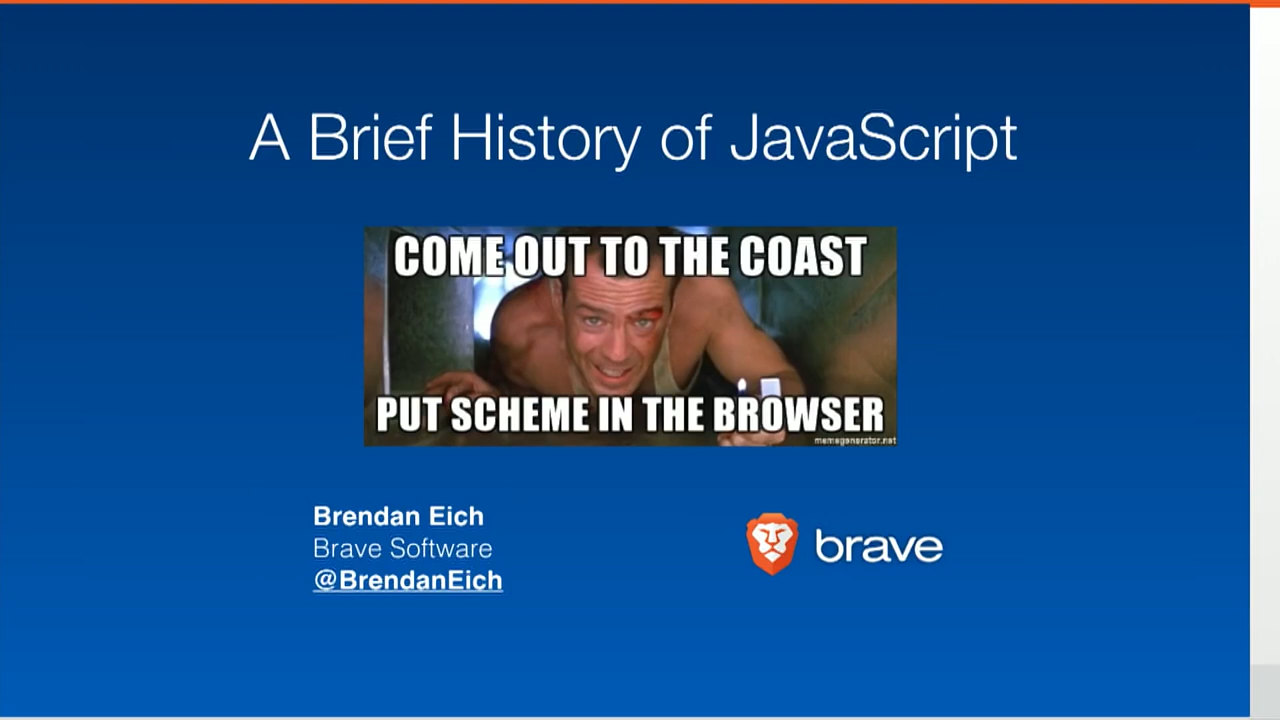 A Brief History of JavaScript
COME OUT TO THE COAST
PUT SCHEME IN THE BROWSER
memegenerator.net
Brendan Eich
Brave Software
@BrendanEich
brave